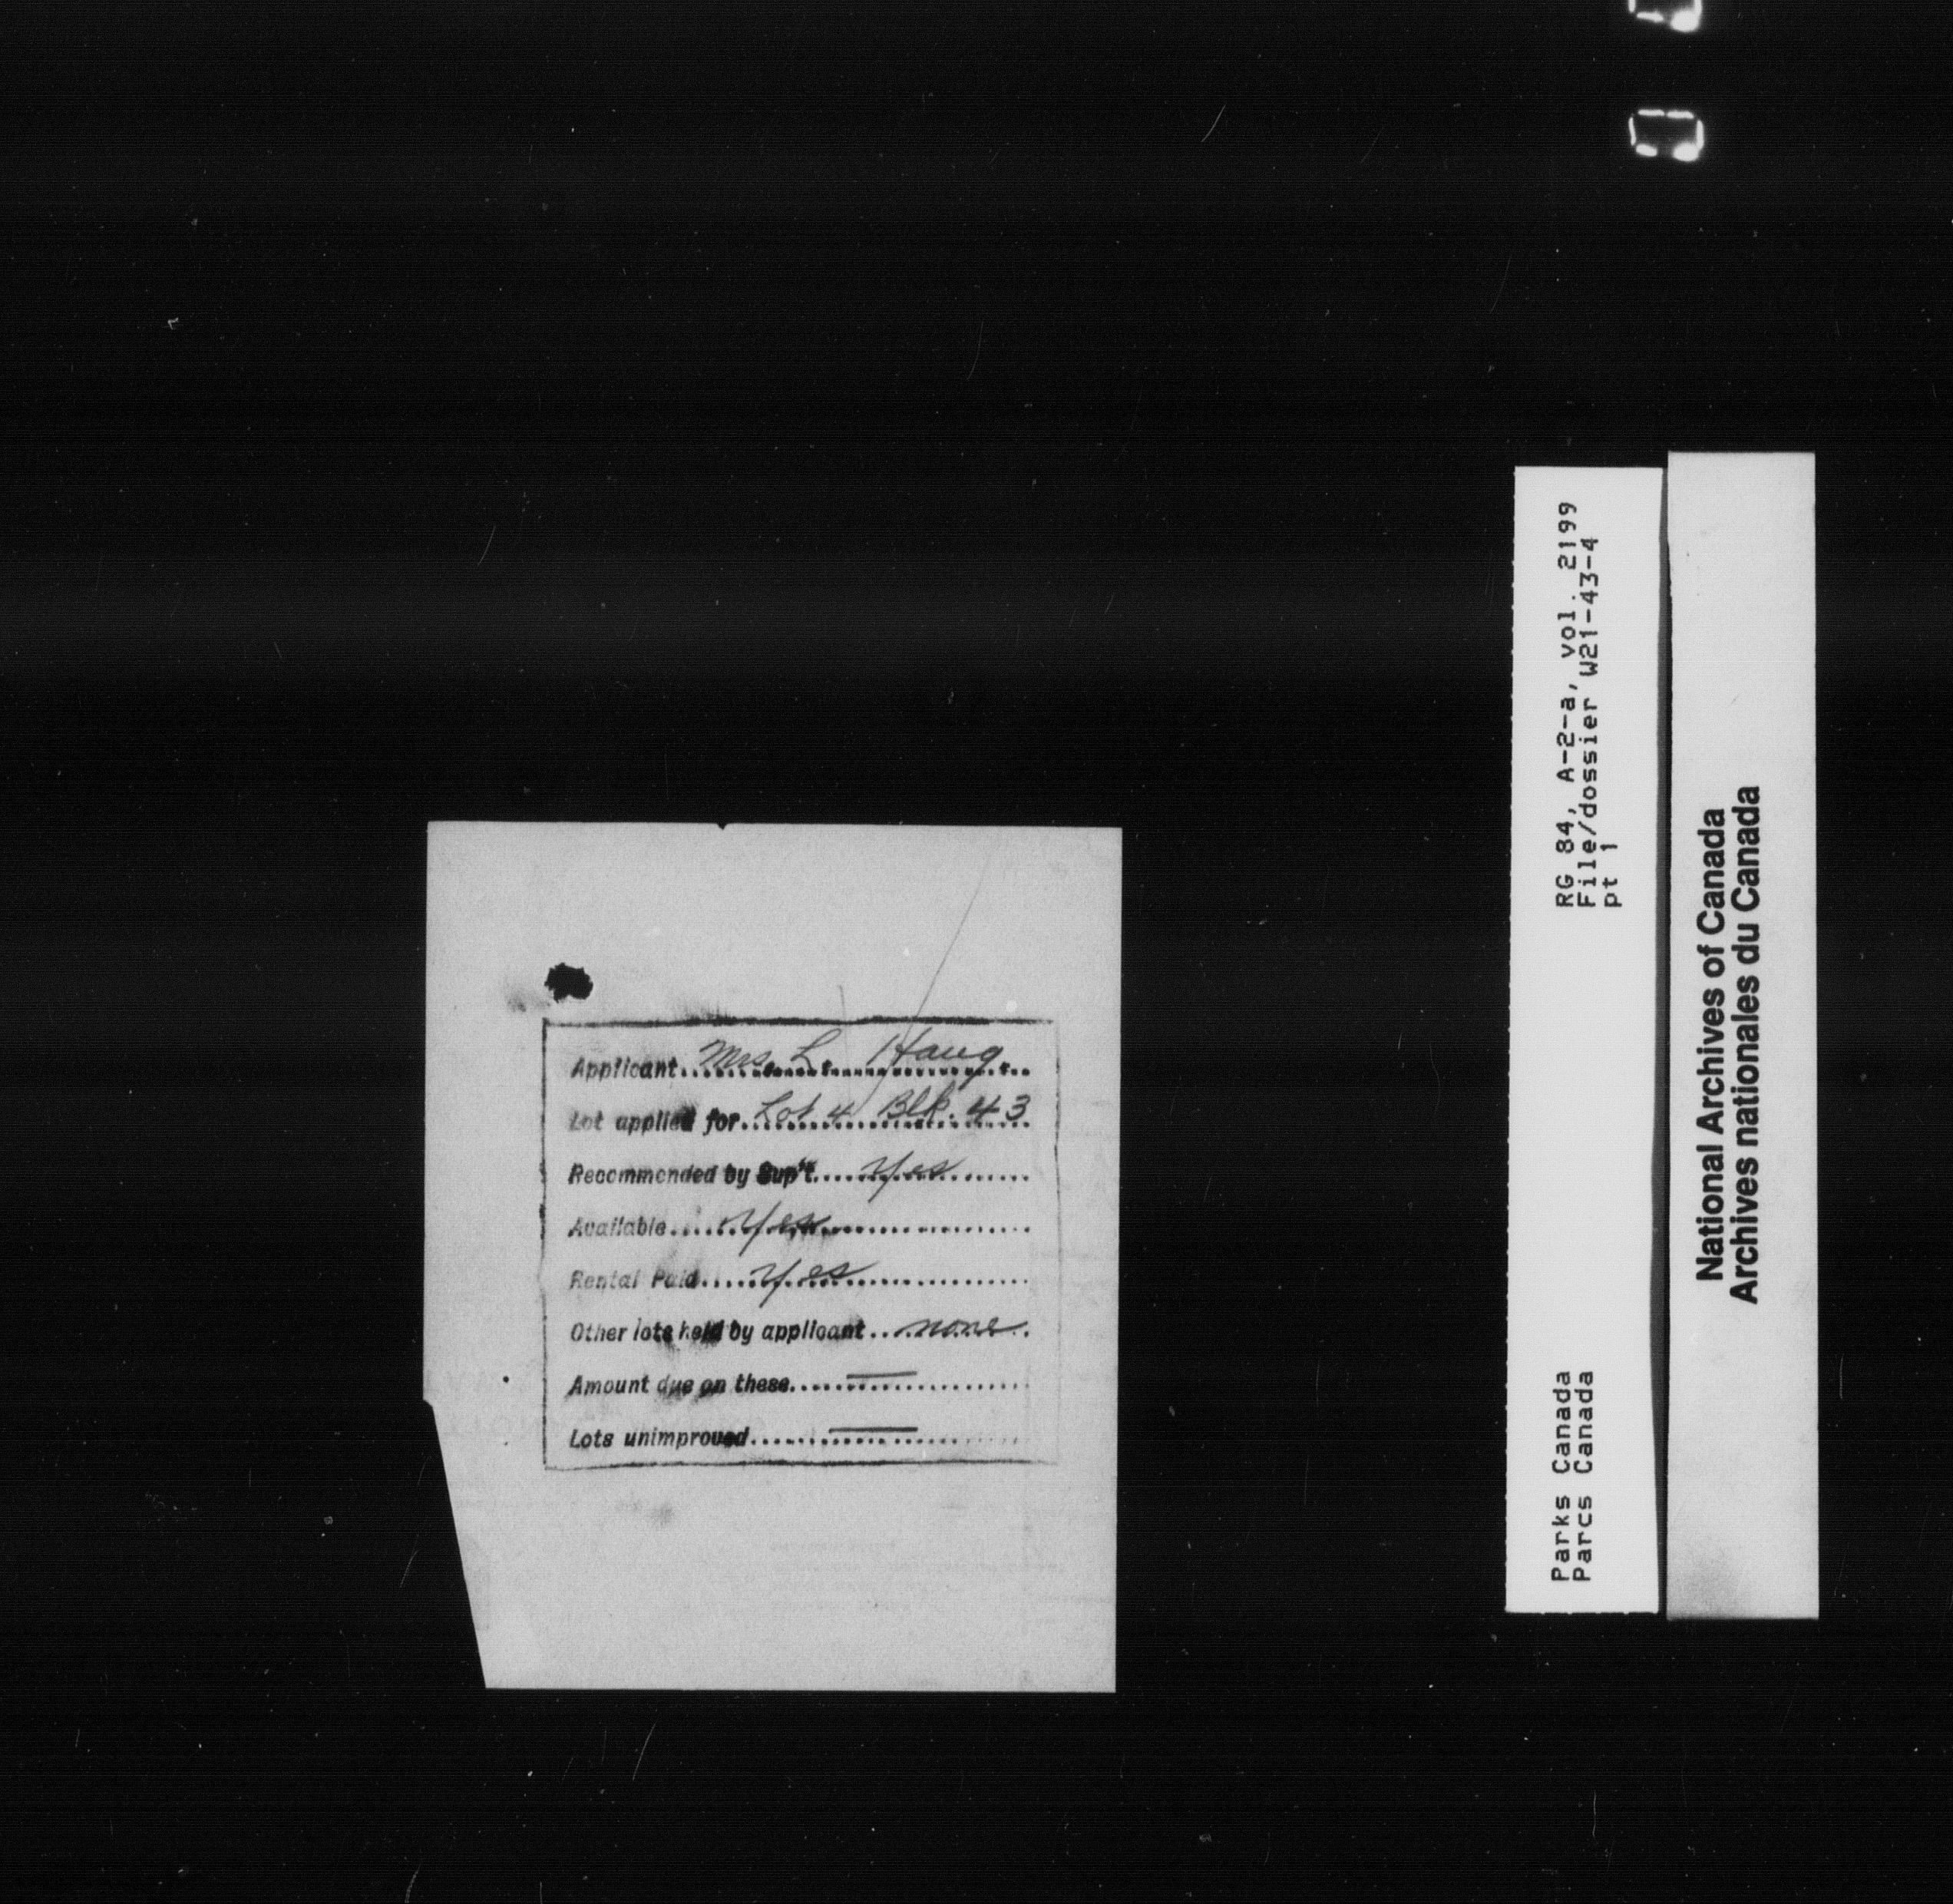 Applicant Mrs. L. Haug
Lot applied for Lot 4 Blk. 43
Recommended by Sup't Yes
Available Yes
Rental Paid Yes
Other lots held by applicant none
Amount due on these —
Lots unimproved —
RG 84, A-2-a, vol. 2199
File/dossier W21-43-4
pt 1
Parks Canada
Parcs Canada
National Archives of Canada
Archives nationales du Canada